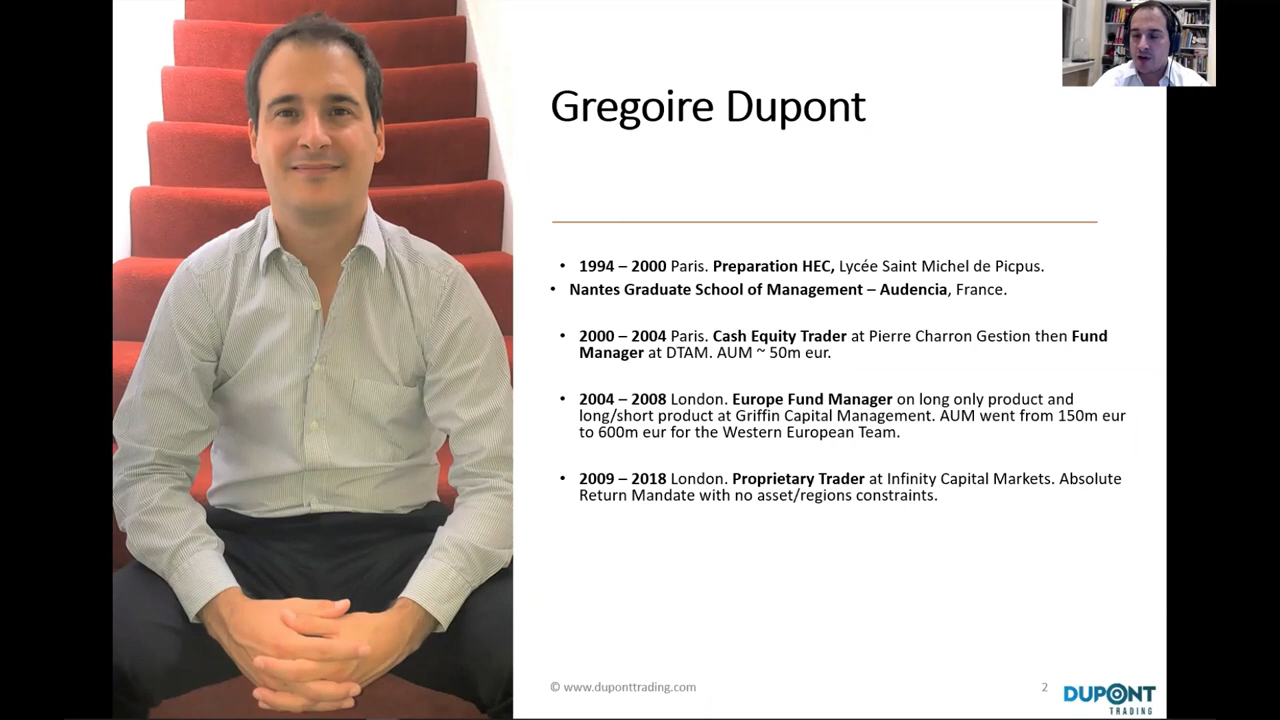 Gregoire Dupont
• 1994 – 2000 Paris. Preparation HEC, Lycée Saint Michel de Picpus.
• Nantes Graduate School of Management – Audencia, France.
• 2000 – 2004 Paris. Cash Equity Trader at Pierre Charron Gestion then Fund
Manager at DTAM. AUM ~ 50m eur.
• 2004 – 2008 London. Europe Fund Manager on long only product and
long/short product at Griffin Capital Management. AUM went from 150m eur
to 600m eur for the Western European Team.
• 2009 – 2018 London. Proprietary Trader at Infinity Capital Markets. Absolute
Return Mandate with no asset/regions constraints.
© www.duponttrading.com
2
DUPONT
TRADING